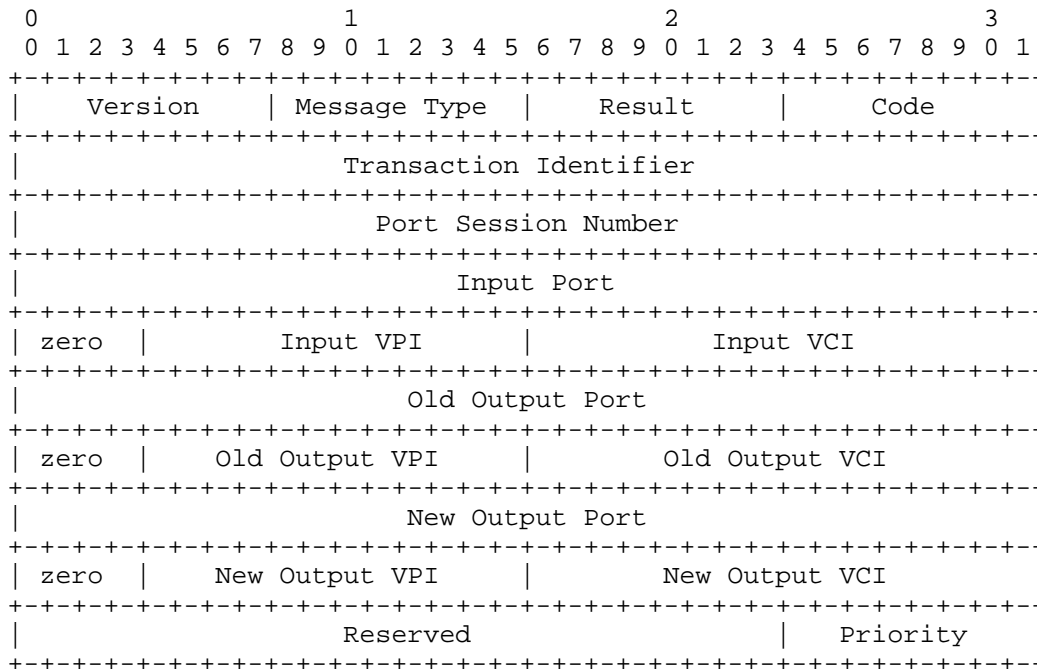 0                   1                   2                   3
 0 1 2 3 4 5 6 7 8 9 0 1 2 3 4 5 6 7 8 9 0 1 2 3 4 5 6 7 8 9 0 1
+-+-+-+-+-+-+-+-+-+-+-+-+-+-+-+-+-+-+-+-+-+-+-+-+-+-+-+-+-+-+-+--
|    Version    | Message Type  |    Result     |     Code
+-+-+-+-+-+-+-+-+-+-+-+-+-+-+-+-+-+-+-+-+-+-+-+-+-+-+-+-+-+-+-+--
|                    Transaction Identifier
+-+-+-+-+-+-+-+-+-+-+-+-+-+-+-+-+-+-+-+-+-+-+-+-+-+-+-+-+-+-+-+--
|                      Port Session Number
+-+-+-+-+-+-+-+-+-+-+-+-+-+-+-+-+-+-+-+-+-+-+-+-+-+-+-+-+-+-+-+--
|                           Input Port
+-+-+-+-+-+-+-+-+-+-+-+-+-+-+-+-+-+-+-+-+-+-+-+-+-+-+-+-+-+-+-+--
| zero  |        Input VPI      |           Input VCI
+-+-+-+-+-+-+-+-+-+-+-+-+-+-+-+-+-+-+-+-+-+-+-+-+-+-+-+-+-+-+-+--
|                        Old Output Port
+-+-+-+-+-+-+-+-+-+-+-+-+-+-+-+-+-+-+-+-+-+-+-+-+-+-+-+-+-+-+-+--
| zero  |    Old Output VPI     |        Old Output VCI
+-+-+-+-+-+-+-+-+-+-+-+-+-+-+-+-+-+-+-+-+-+-+-+-+-+-+-+-+-+-+-+--
|                        New Output Port
+-+-+-+-+-+-+-+-+-+-+-+-+-+-+-+-+-+-+-+-+-+-+-+-+-+-+-+-+-+-+-+--
| zero  |    New Output VPI     |        New Output VCI
+-+-+-+-+-+-+-+-+-+-+-+-+-+-+-+-+-+-+-+-+-+-+-+-+-+-+-+-+-+-+-+--
|                    Reserved                   |   Priority
+-+-+-+-+-+-+-+-+-+-+-+-+-+-+-+-+-+-+-+-+-+-+-+-+-+-+-+-+-+-+-+--